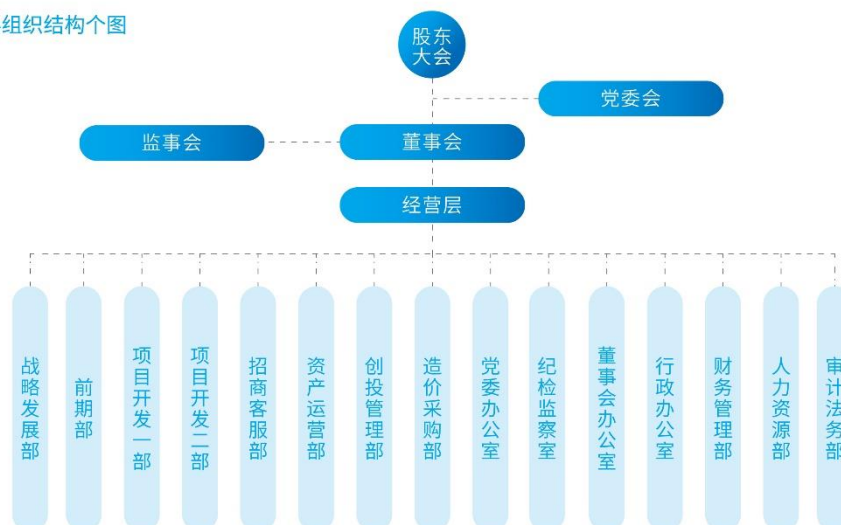 组织结构个图
股东
大会
党委会
监事会
董事会
经营层
战略发展部
前期部
项目开发一部
项目开发二部
招商客服部
资产运营部
创投管理部
造价采购部
党委办公室
纪检监察室
董事会办公室
行政办公室
财务管理部
人力资源部
审计法务部